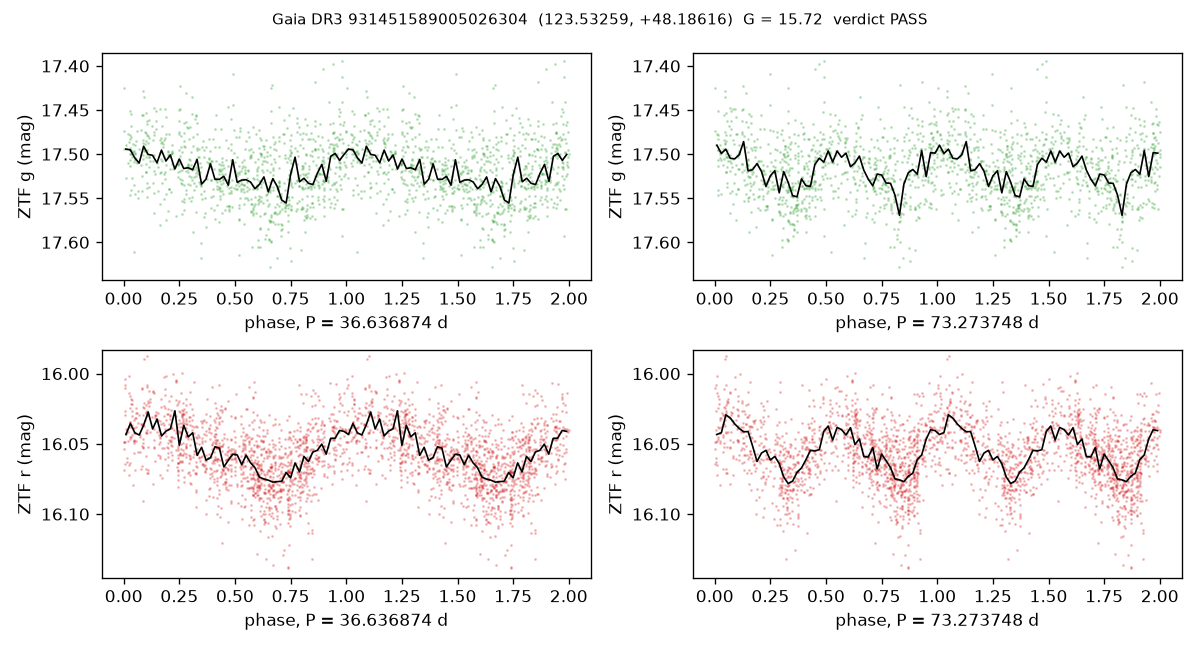 Gaia DR3 931451589005026304 (123.53259, +48.18616) G = 15.72 verdict PASS
17.40
17.45
17.50
17.55
17.60
ZTF g (mag)
0.00 0.25 0.50 0.75 1.00 1.25 1.50 1.75 2.00
phase, P = 36.636874 d
17.40
17.45
17.50
17.55
17.60
ZTF g (mag)
0.00 0.25 0.50 0.75 1.00 1.25 1.50 1.75 2.00
phase, P = 73.273748 d
16.00
16.05
16.10
ZTF r (mag)
0.00 0.25 0.50 0.75 1.00 1.25 1.50 1.75 2.00
phase, P = 36.636874 d
16.00
16.05
16.10
ZTF r (mag)
0.00 0.25 0.50 0.75 1.00 1.25 1.50 1.75 2.00
phase, P = 73.273748 d